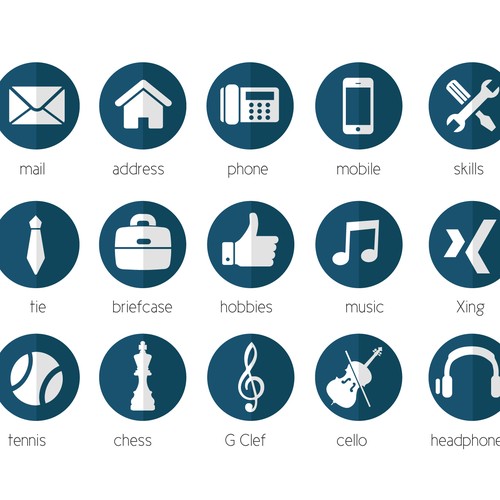 mail address phone mobile skills
tie briefcase hobbies music Xing
tennis chess G Clef cello headphone